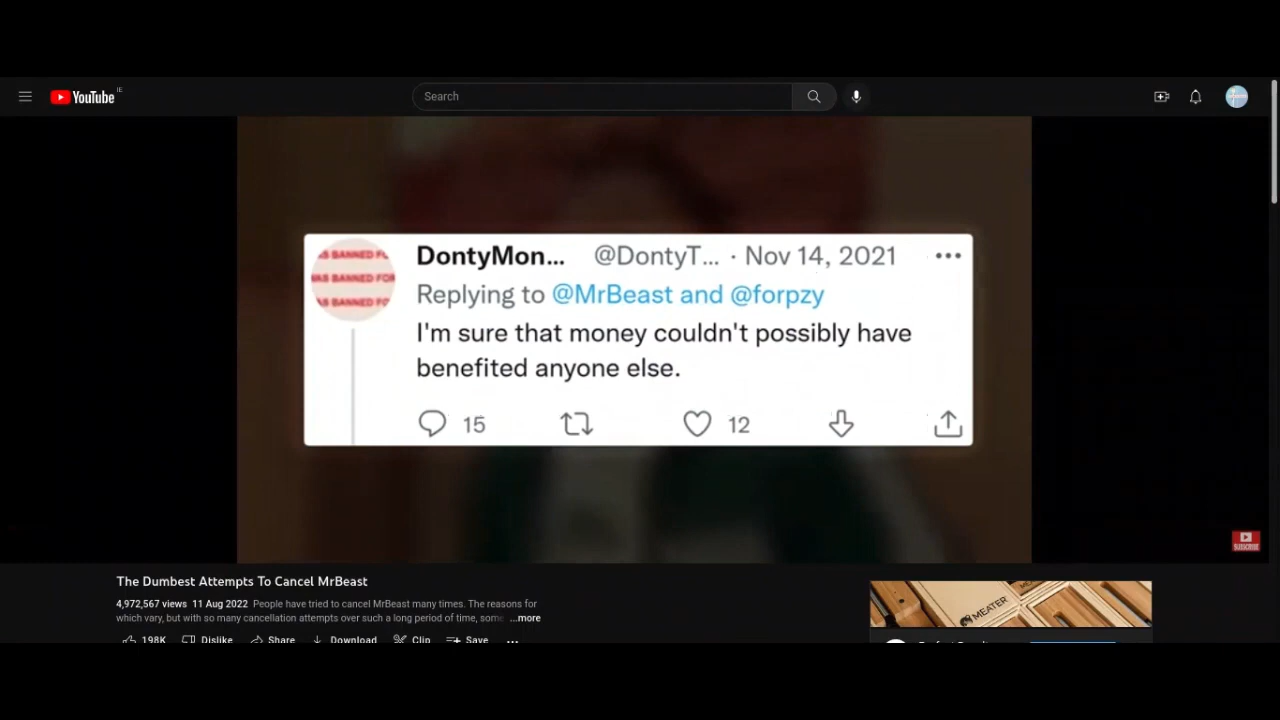 YouTube IE
Search
DontyMon... @DontyT... · Nov 14, 2021
Replying to @MrBeast and @forpzy
I'm sure that money couldn't possibly have
benefited anyone else.
15 12
SUBSCRIBE
The Dumbest Attempts To Cancel MrBeast
4,972,567 views 11 Aug 2022 People have tried to cancel MrBeast many times. The reasons for
which vary, but with so many cancellation attempts over such a long period of time, some ...more
MEATER
198K Dislike Share Download Clip Save